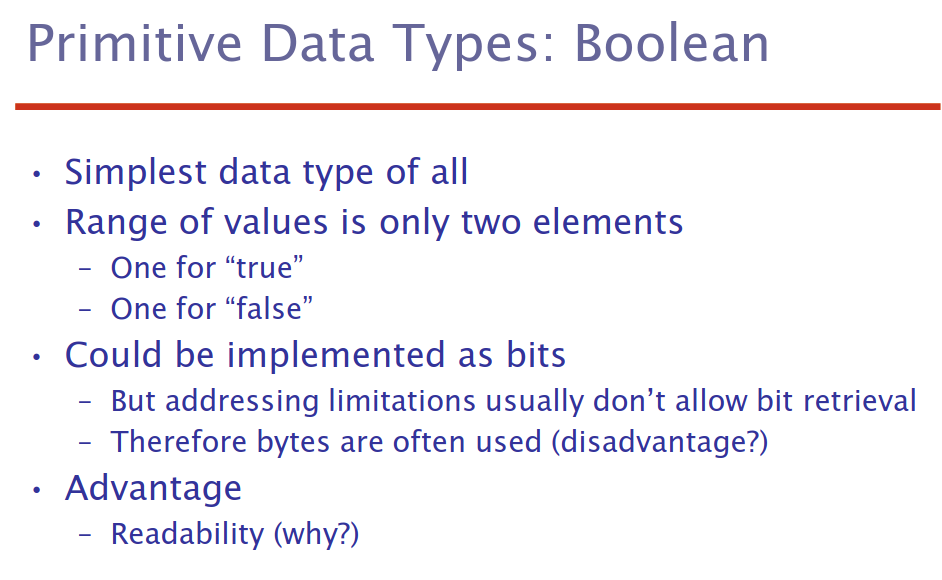 Primitive Data Types: Boolean
• Simplest data type of all
• Range of values is only two elements
– One for “true”
– One for “false”
• Could be implemented as bits
– But addressing limitations usually don’t allow bit retrieval
– Therefore bytes are often used (disadvantage?)
• Advantage
– Readability (why?)